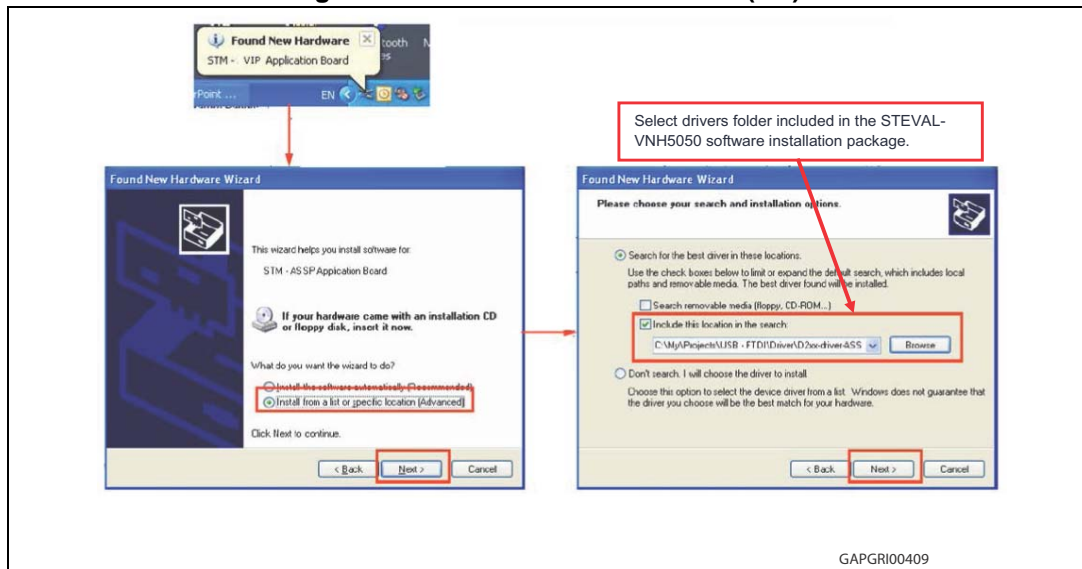 Found New Hardware
STM - VIP Application Board
tooth
EN
Select drivers folder included in the STEVAL-
VNH5050 software installation package.
Found New Hardware Wizard
This wizard helps you install software for:
STM - ASSP Application Board
If your hardware came with an installation CD
or floppy disk, insert it now.
What do you want the wizard to do?
Install the software automatically (Recommended)
Install from a list or specific location (Advanced)
Click Next to continue.
< Back
Next >
Cancel
Found New Hardware Wizard
Please choose your search and installation options.
Search for the best driver in these locations.
Use the check boxes below to limit or expand the default search, which includes local
paths and removable media. The best driver found will be installed.
Search removable media (floppy, CD-ROM...)
Include this location in the search:
C:\My\Projects\USB - FTDI\Driver\D2xx-driver-ASS
Browse
Don't search. I will choose the driver to install.
Choose this option to select the device driver from a list. Windows does not guarantee that
the driver you choose will be the best match for your hardware.
< Back
Next >
Cancel
GAPGRI00409